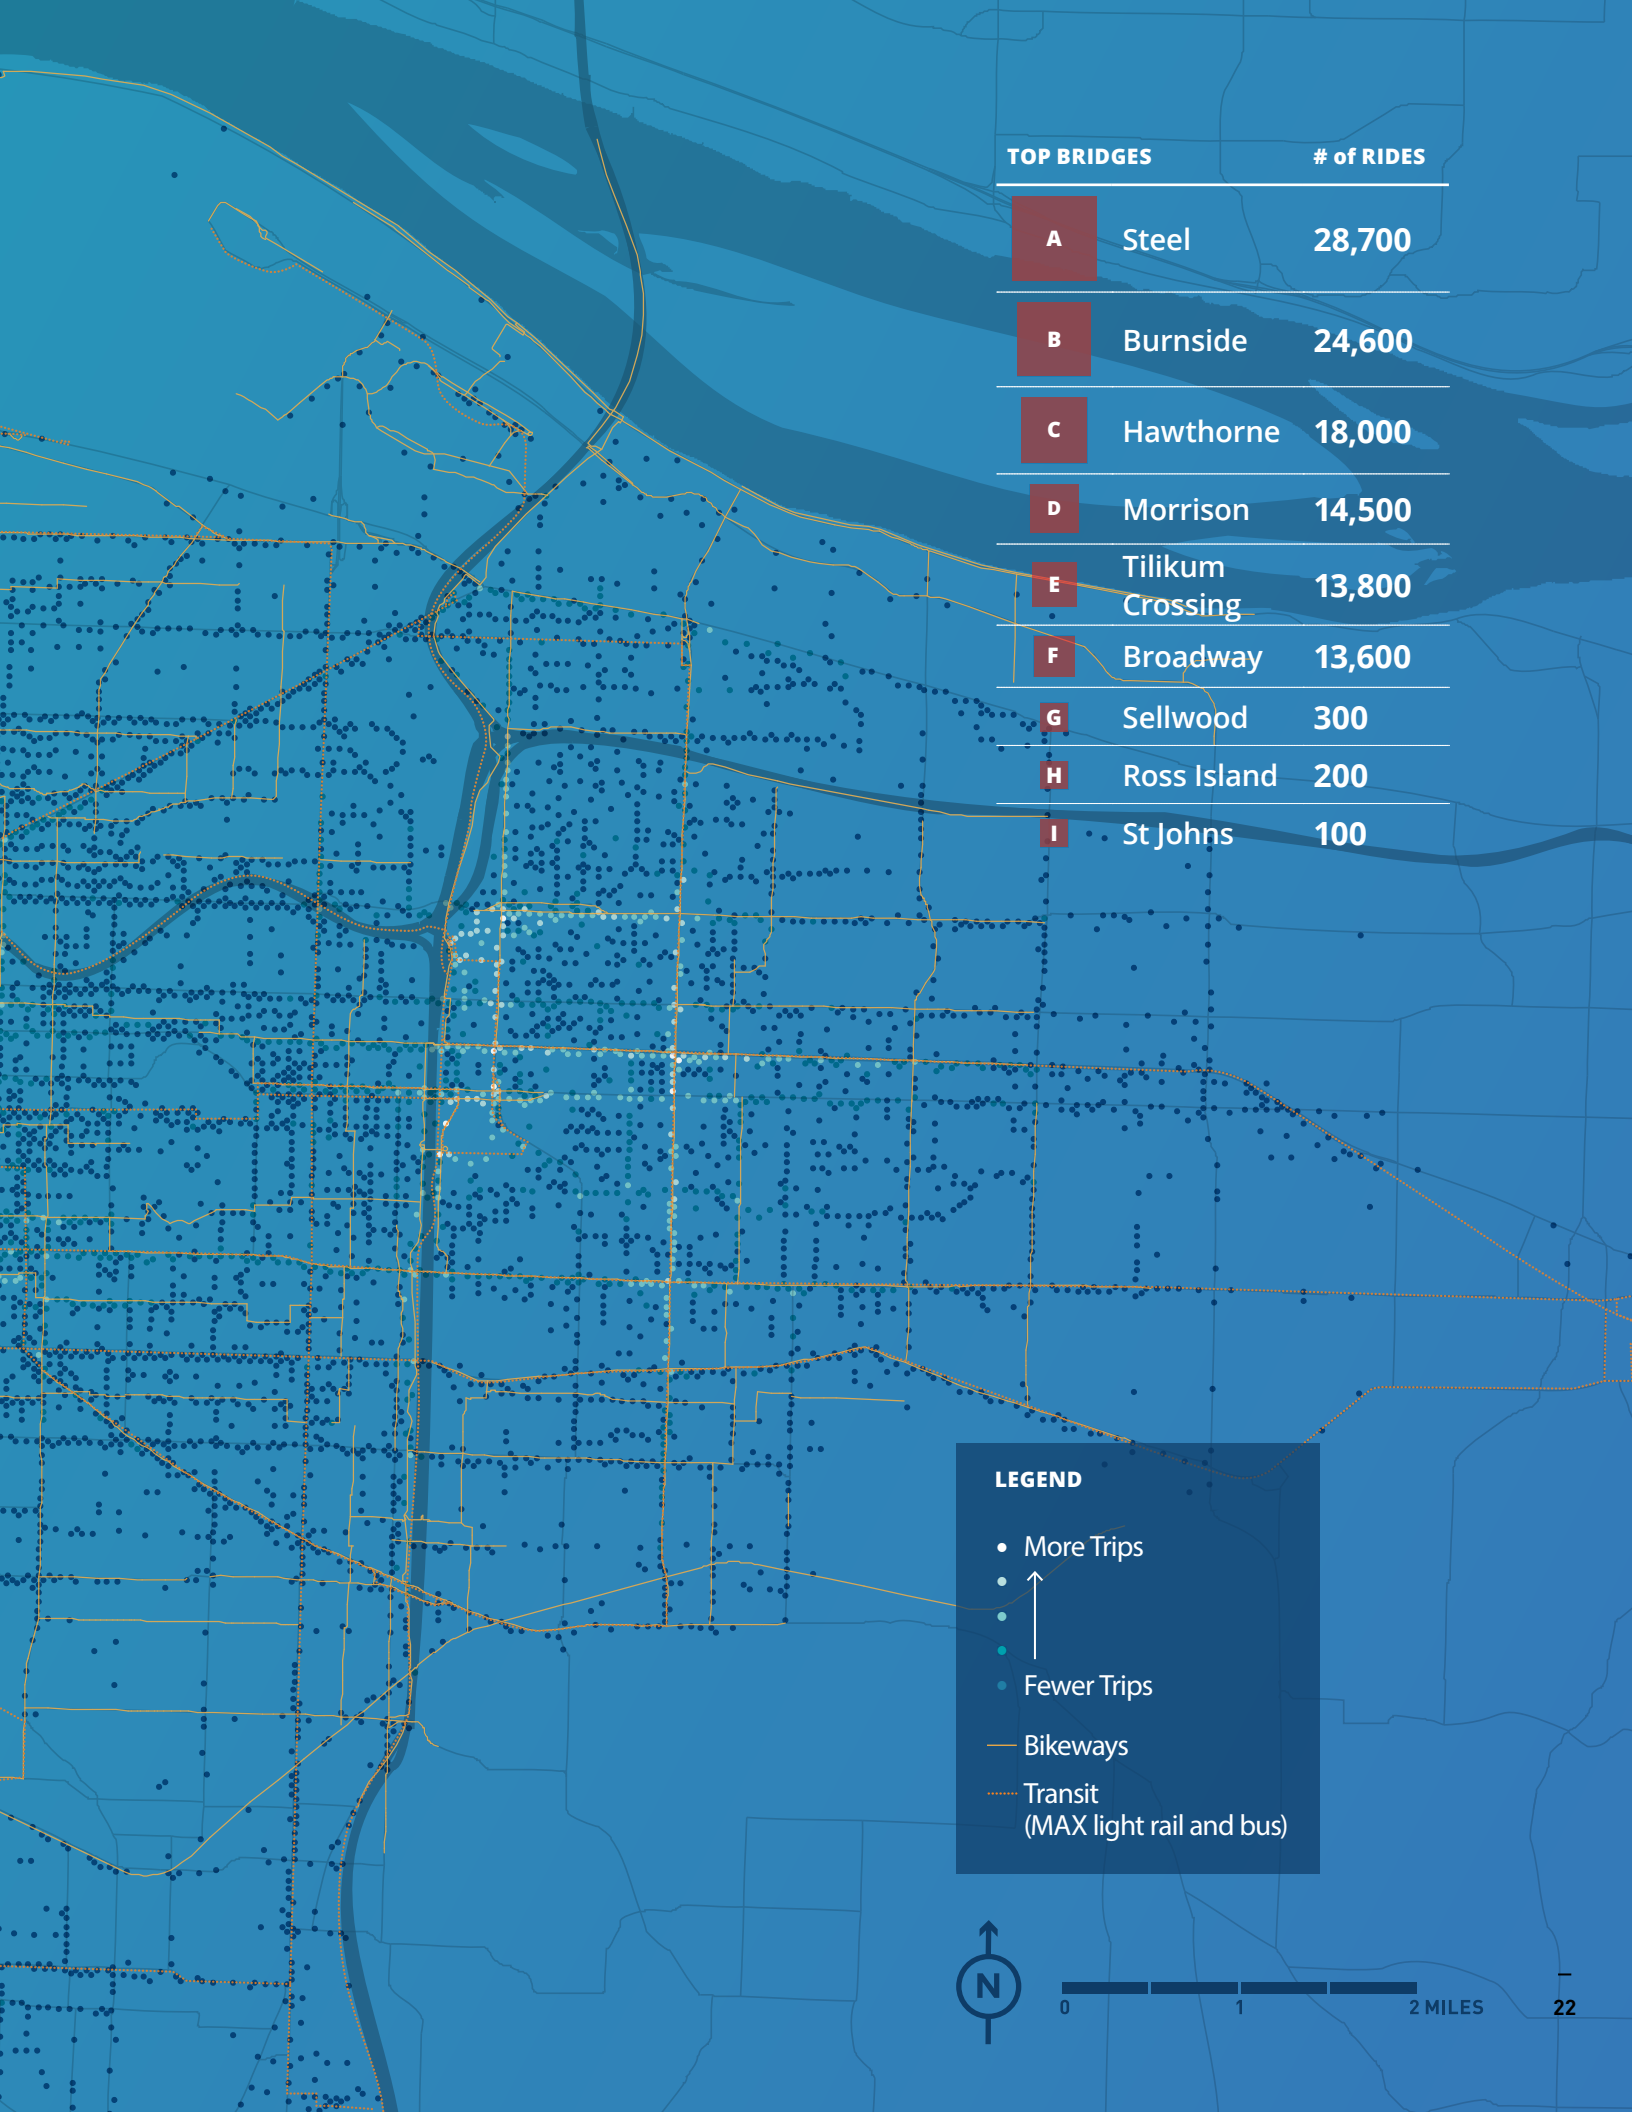 TOP BRIDGES # of RIDES
A Steel 28,700
B Burnside 24,600
C Hawthorne 18,000
D Morrison 14,500
E Tilikum Crossing 13,800
F Broadway 13,600
G Sellwood 300
H Ross Island 200
I St Johns 100
LEGEND
More Trips
Fewer Trips
Bikeways
Transit
(MAX light rail and bus)
N
0 1 2 MILES
22